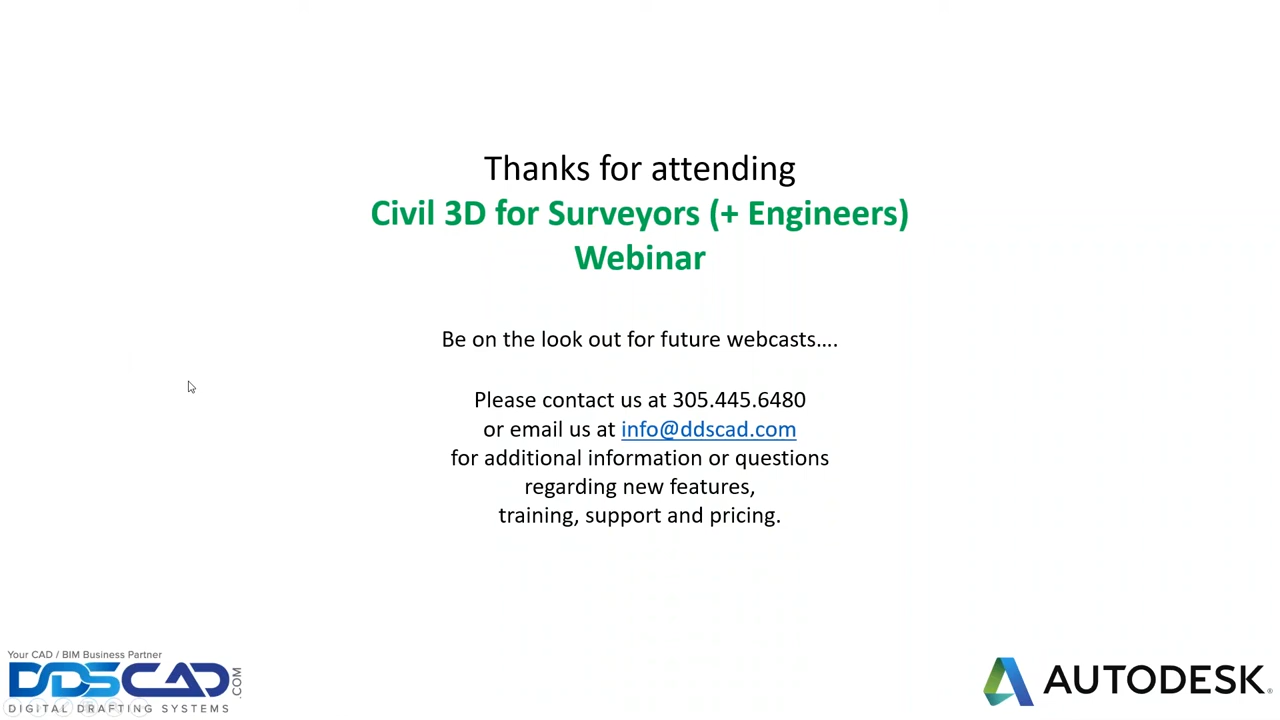 Thanks for attending
Civil 3D for Surveyors (+ Engineers)
Webinar
Be on the look out for future webcasts....
Please contact us at 305.445.6480
or email us at info@ddscad.com
for additional information or questions
regarding new features,
training, support and pricing.
Your CAD / BIM Business Partner
DDSCAD.COM
DIGITAL DRAFTING SYSTEMS
AUTODESK®